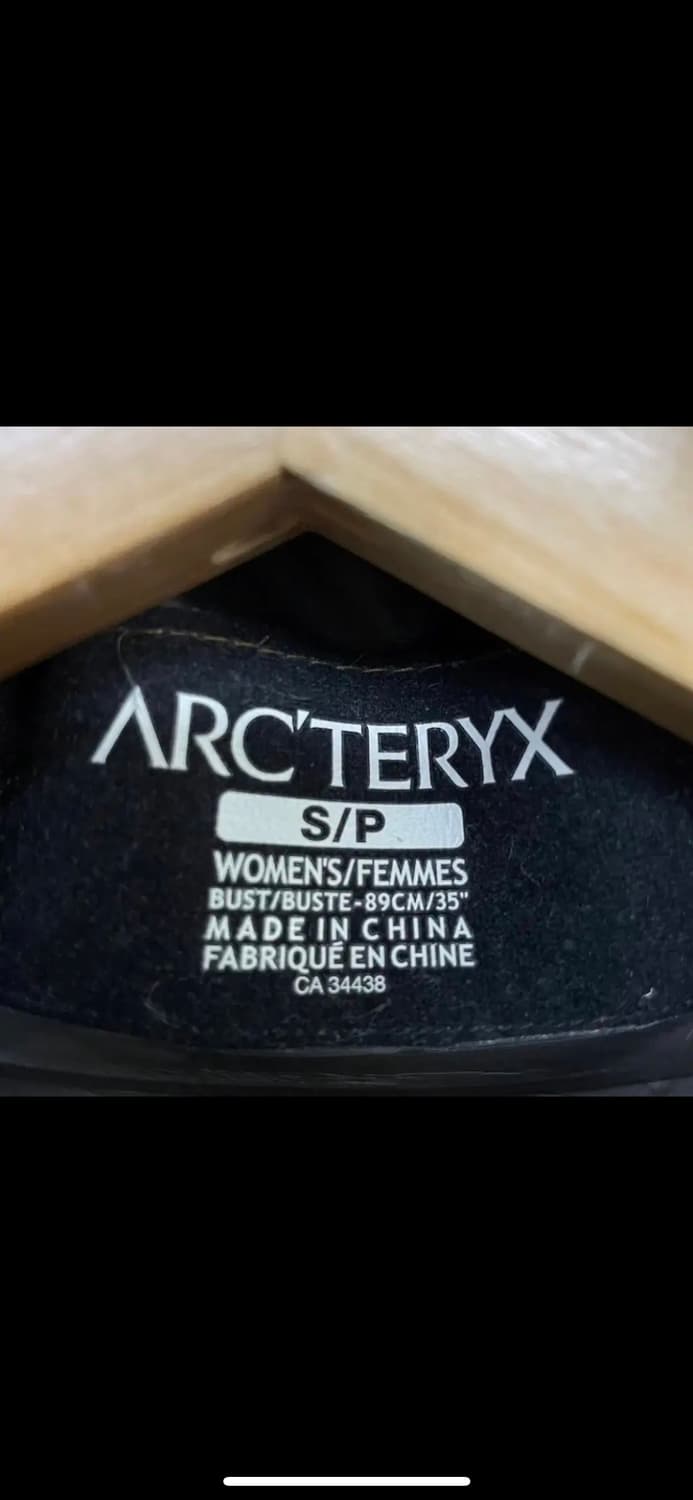 ARC'TERYX
S/P
WOMEN'S/FEMMES
BUST/BUSTE-89CM/35"
MADE IN CHINA
FABRIQUÉ EN CHINE
CA 34438